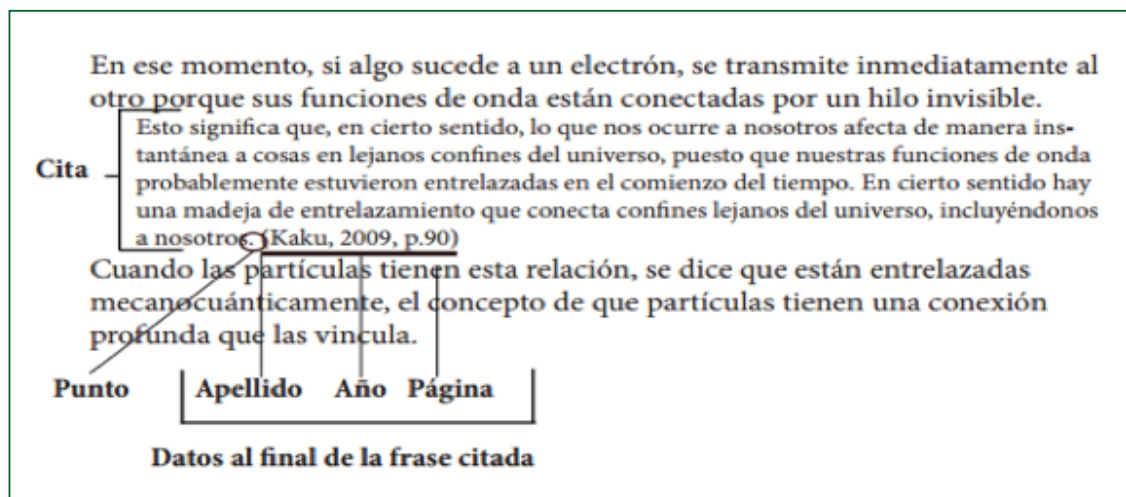 En ese momento, si algo sucede a un electrón, se transmite inmediatamente al
otro porque sus funciones de onda están conectadas por un hilo invisible.
Esto significa que, en cierto sentido, lo que nos ocurre a nosotros afecta de manera ins-
Cita
tantánea a cosas en lejanos confines del universo, puesto que nuestras funciones de onda
probablemente estuvieron entrelazadas en el comienzo del tiempo. En cierto sentido hay
una madeja de entrelazamiento que conecta confines lejanos del universo, incluyéndonos
a nosotros. (Kaku, 2009, p.90)
Cuando las partículas tienen esta relación, se dice que están entrelazadas
mecanocuánticamente, el concepto de que partículas tienen una conexión
profunda que las vincula.
Punto Apellido Año Página
Datos al final de la frase citada